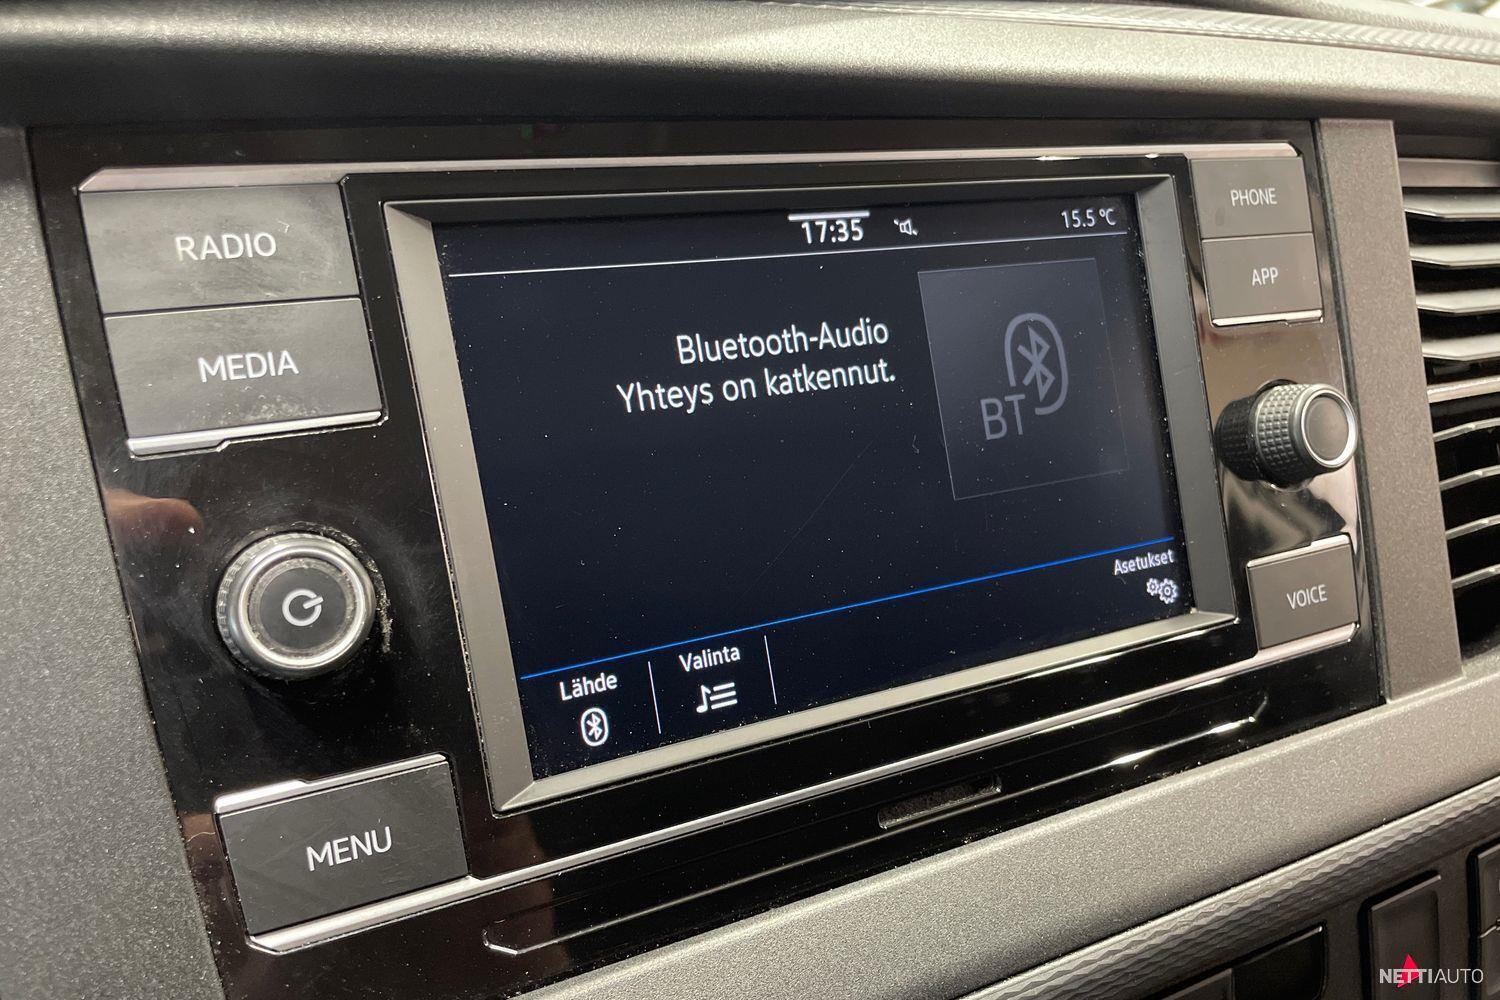 RADIO
MEDIA
MENU
17:35
15.5 °C
Bluetooth-Audio
Yhteys on katkennut.
BT
Asetukset
Lähde
Valinta
PHONE
APP
VOICE
NETTIAUTO